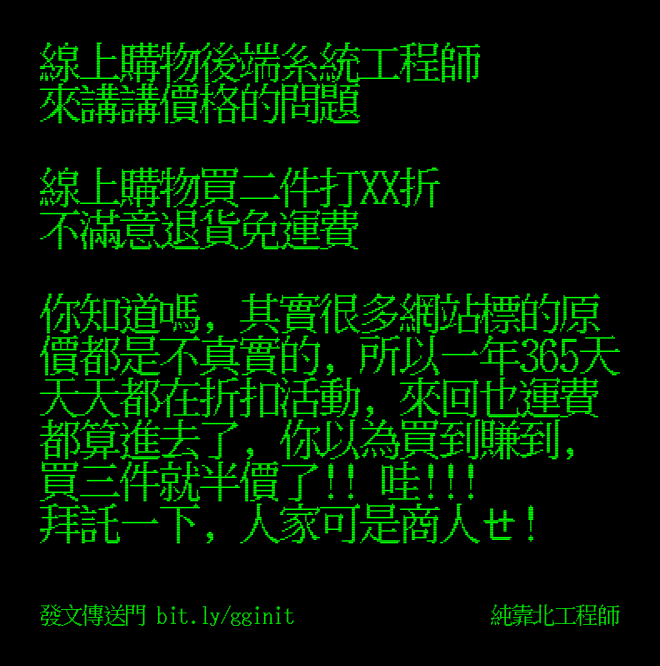 線上購物後端系統工程師
來講講價格的問題
線上購物買二件打XX折
不滿意退貨免運費
你知道嗎, 其實很多網站標的原
價都是不真實的, 所以一年365天
天天都在折扣活動, 來回也運費
都算進去了, 你以為買到賺到,
買三件就半價了!! 哇!!!
拜託一下, 人家可是商人ㄝ!
發文傳送門 bit.ly/gginit
純靠北工程師